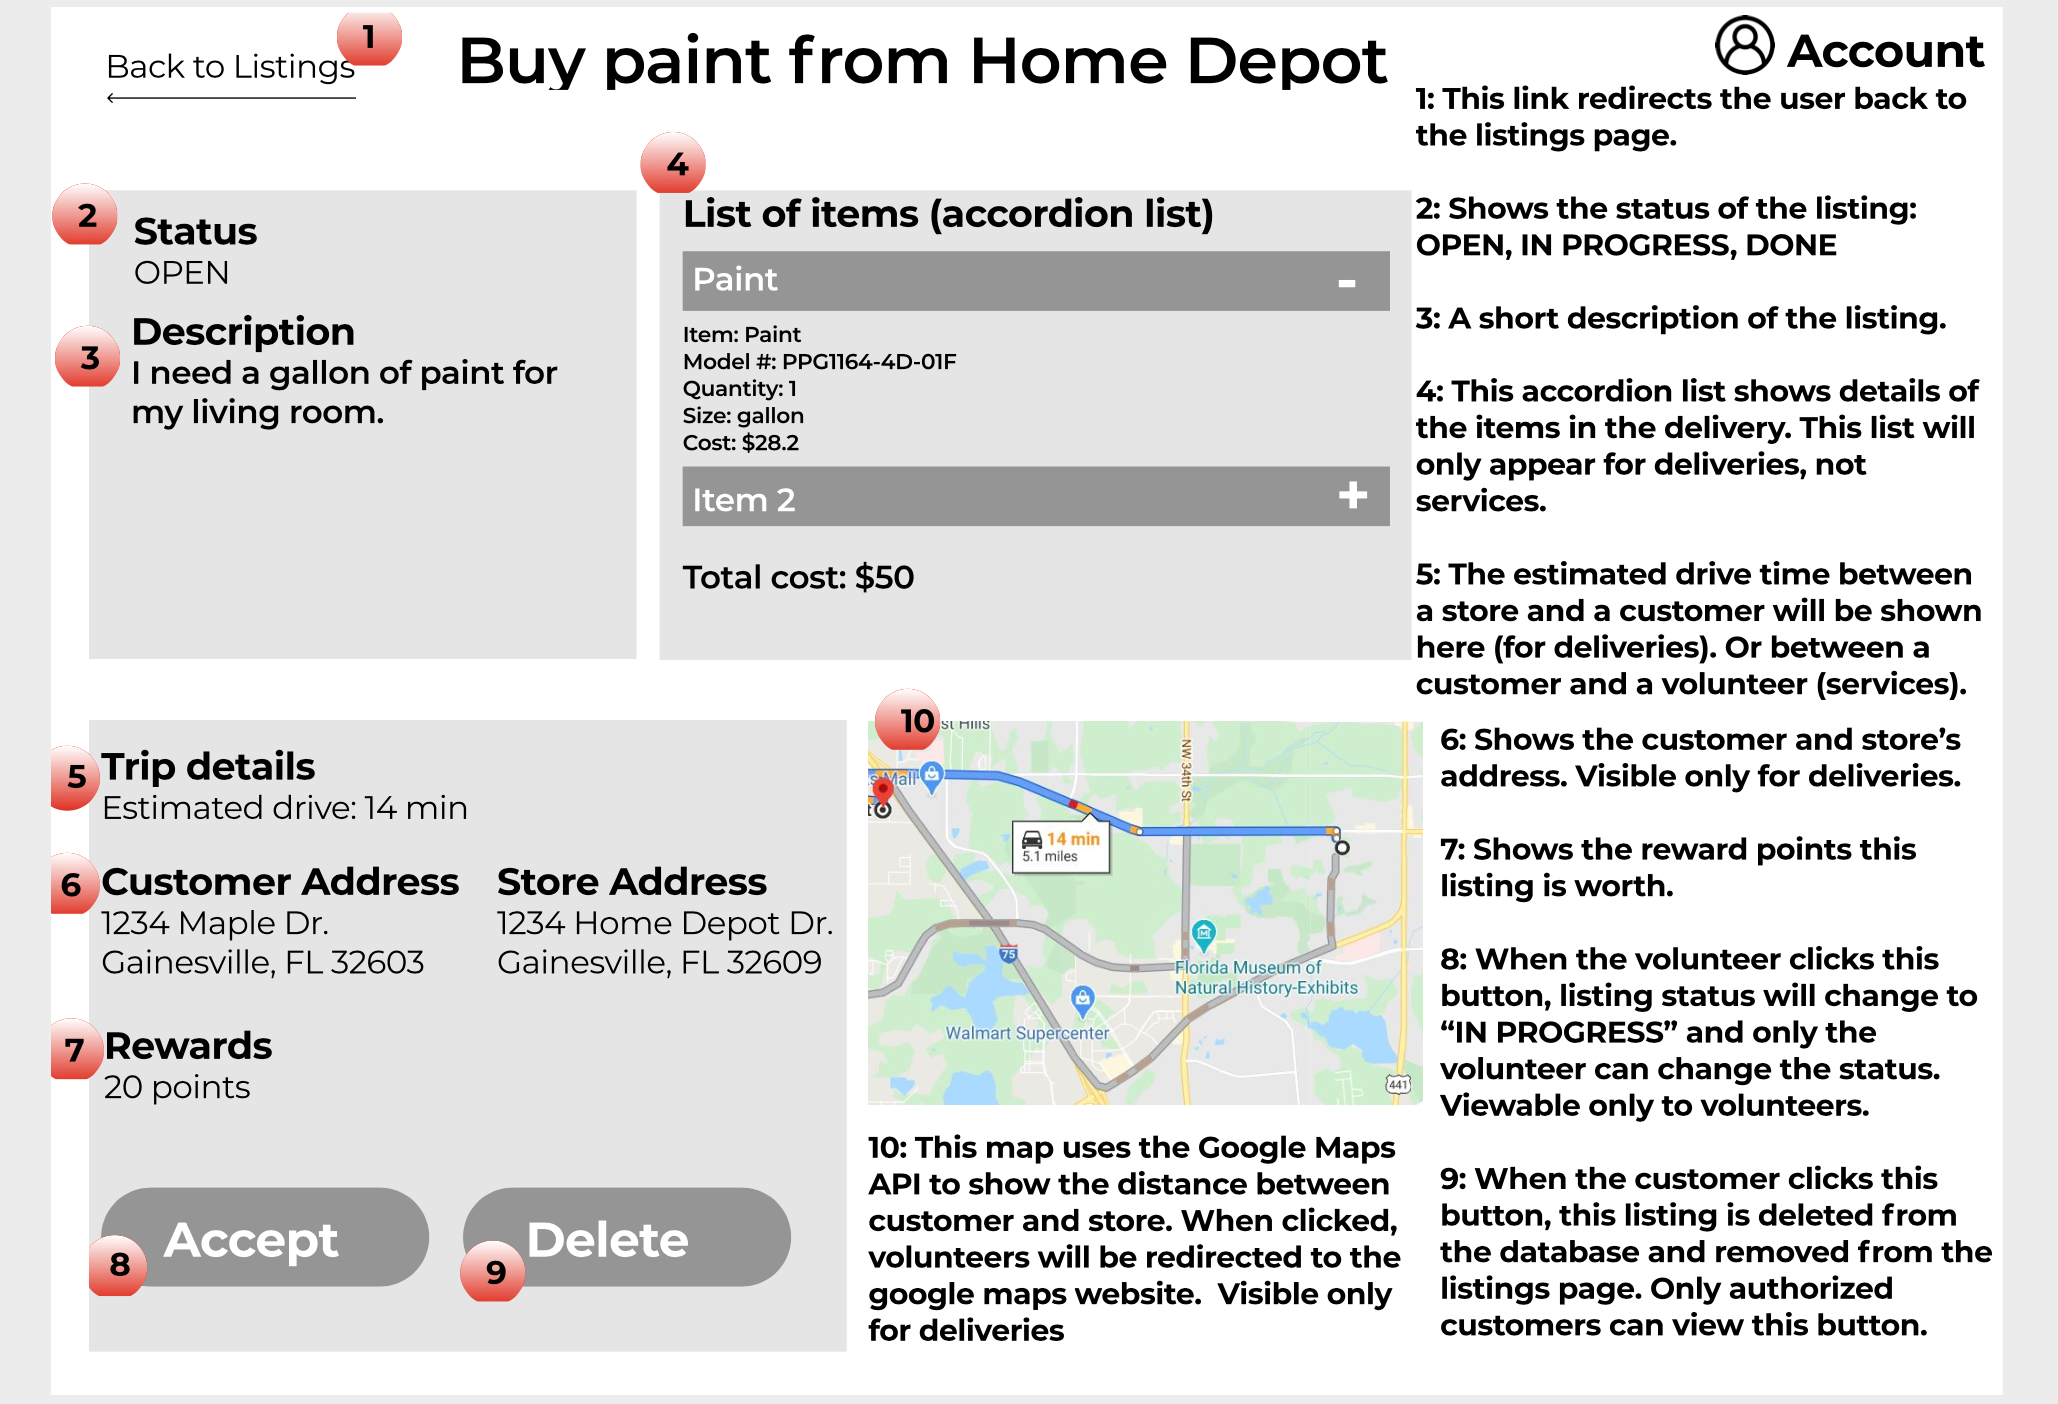 1
Back to Listings
Buy paint from Home Depot
Account
1: This link redirects the user back to
the listings page.
2: Shows the status of the listing:
OPEN, IN PROGRESS, DONE
3: A short description of the listing.
4: This accordion list shows details of
the items in the delivery. This list will
only appear for deliveries, not
services.
5: The estimated drive time between
a store and a customer will be shown
here (for deliveries). Or between a
customer and a volunteer (services).
2
Status
OPEN
3
Description
I need a gallon of paint for
my living room.
4
List of items (accordion list)
Paint
-
Item: Paint
Model #: PPG1164-4D-01F
Quantity: 1
Size: gallon
Cost: $28.2
Item 2
+
Total cost: $50
5
Trip details
Estimated drive: 14 min
6
Customer Address
1234 Maple Dr.
Gainesville, FL 32603
Store Address
1234 Home Depot Dr.
Gainesville, FL 32609
7
Rewards
20 points
8
Accept
9
Delete
10
st Hills
s Mall
t
NW 34th St
14 min
5.1 miles
75
Florida Museum of
Natural History-Exhibits
Walmart Supercenter
441
10: This map uses the Google Maps
API to show the distance between
customer and store. When clicked,
volunteers will be redirected to the
google maps website.  Visible only
for deliveries
6: Shows the customer and store’s
address. Visible only for deliveries.
7: Shows the reward points this
listing is worth.
8: When the volunteer clicks this
button, listing status will change to
“IN PROGRESS” and only the
volunteer can change the status.
Viewable only to volunteers.
9: When the customer clicks this
button, this listing is deleted from
the database and removed from the
listings page. Only authorized
customers can view this button.